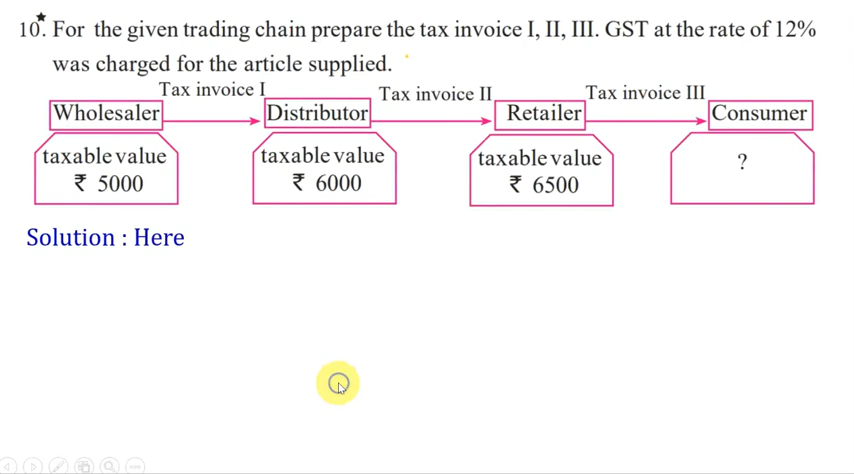 10.* For the given trading chain prepare the tax invoice I, II, III. GST at the rate of 12%
was charged for the article supplied.
Tax invoice I Tax invoice II Tax invoice III
Wholesaler Distributor Retailer Consumer
taxable value taxable value taxable value ?
₹ 5000 ₹ 6000 ₹ 6500
Solution : Here